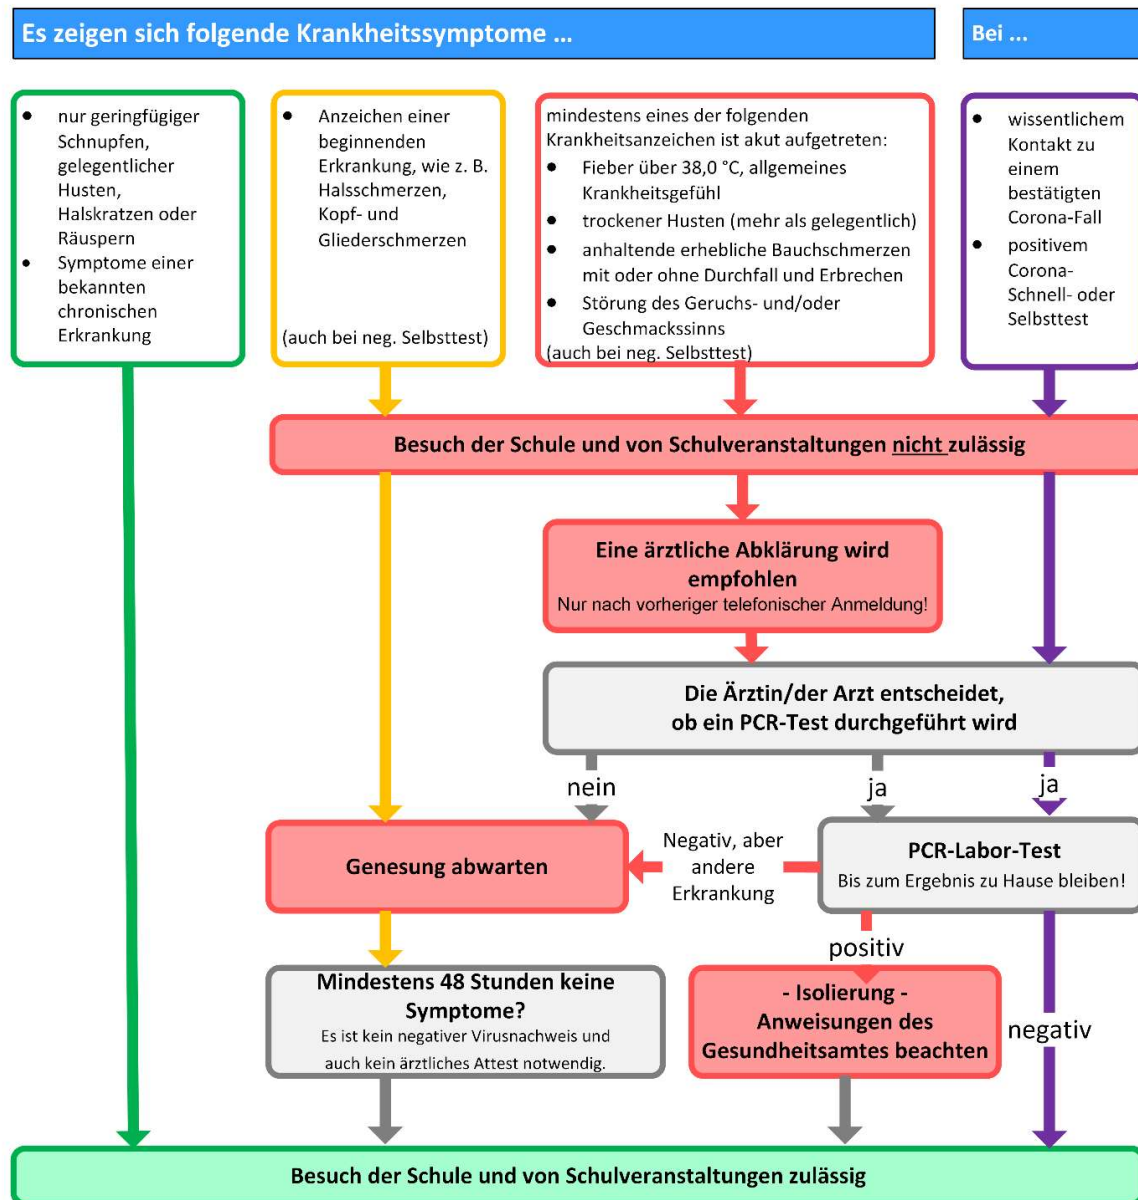 Es zeigen sich folgende Krankheitssymptome ...
Bei ...
● nur geringfügiger
Schnupfen,
gelegentlicher
Husten,
Halskratzen oder
Räuspern
● Symptome einer
bekannten
chronischen
Erkrankung
● Anzeichen einer
beginnenden
Erkrankung, wie z. B.
Halsschmerzen,
Kopf- und
Gliederschmerzen
(auch bei neg. Selbsttest)
mindestens eines der folgenden
Krankheitsanzeichen ist akut aufgetreten:
● Fieber über 38,0 °C, allgemeines
Krankheitsgefühl
● trockener Husten (mehr als gelegentlich)
● anhaltende erhebliche Bauchschmerzen
mit oder ohne Durchfall und Erbrechen
● Störung des Geruchs- und/oder
Geschmackssinns
(auch bei neg. Selbsttest)
● wissentlichem
Kontakt zu
einem
bestätigten
Corona-Fall
● positivem
Corona-
Schnell- oder
Selbsttest
Besuch der Schule und von Schulveranstaltungen nicht zulässig
Eine ärztliche Abklärung wird
empfohlen
Nur nach vorheriger telefonischer Anmeldung!
Die Ärztin/der Arzt entscheidet,
ob ein PCR-Test durchgeführt wird
nein
ja
ja
Genesung abwarten
Negativ, aber
andere
Erkrankung
PCR-Labor-Test
Bis zum Ergebnis zu Hause bleiben!
positiv
Mindestens 48 Stunden keine
Symptome?
Es ist kein negativer Virusnachweis und
auch kein ärztliches Attest notwendig.
- Isolierung -
Anweisungen des
Gesundheitsamtes beachten
negativ
Besuch der Schule und von Schulveranstaltungen zulässig